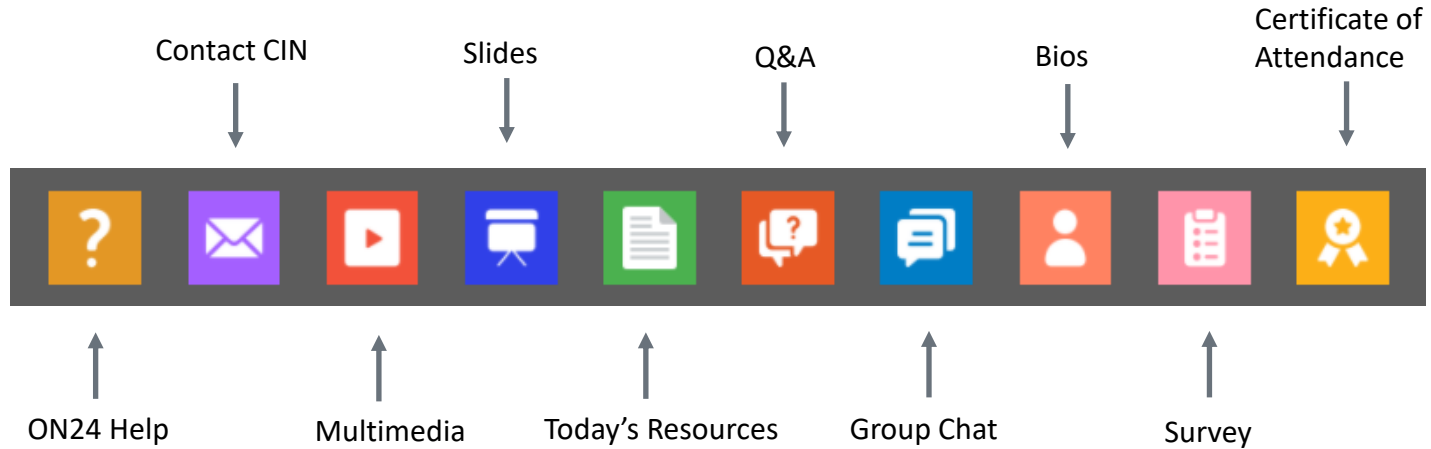 Certificate of
Attendance
Contact CIN
Slides
Q&A
Bios
?
?
ON24 Help
Multimedia
Today’s Resources
Group Chat
Survey